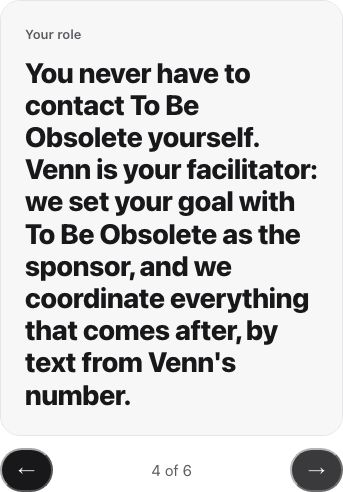 Your role
You never have to
contact To Be
Obsolete yourself.
Venn is your facilitator:
we set your goal with
To Be Obsolete as the
sponsor, and we
coordinate everything
that comes after, by
text from Venn's
number.
← 4 of 6 →